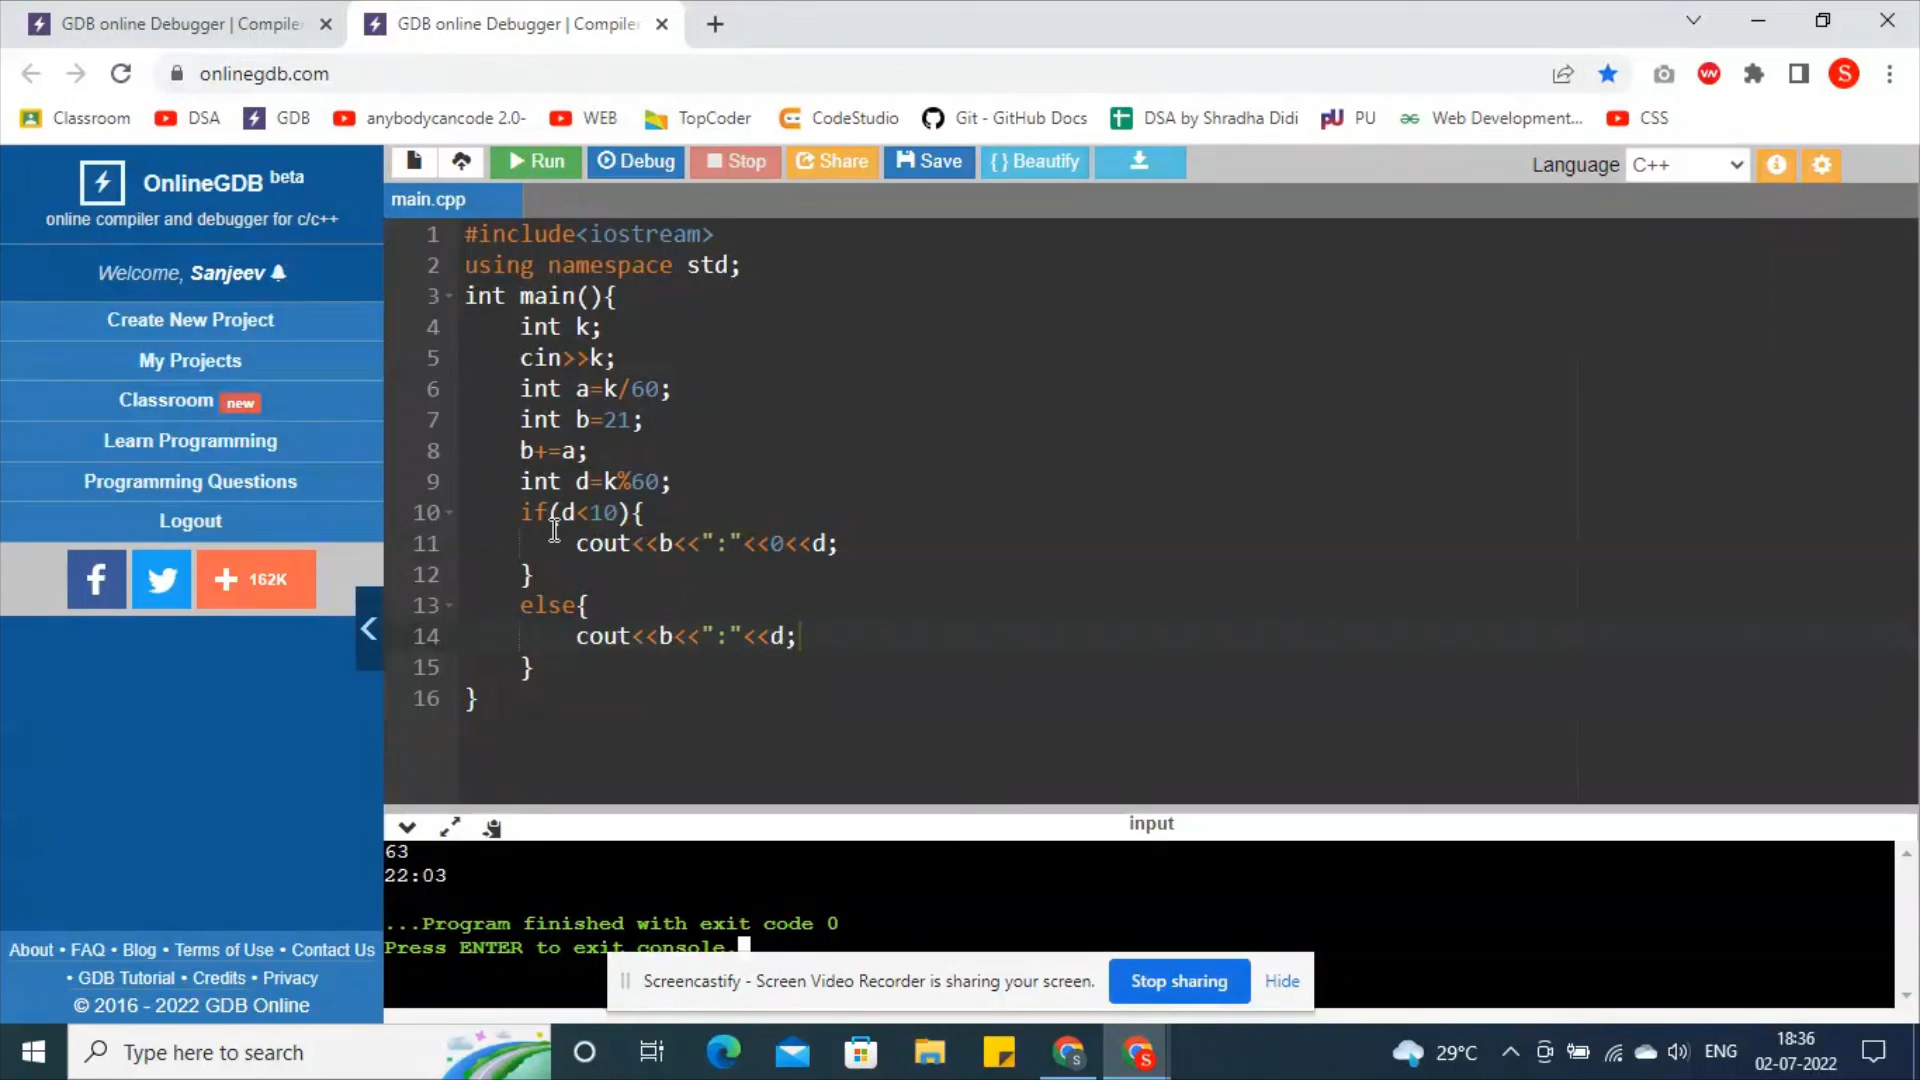 GDB online Debugger | Compiler
GDB online Debugger | Compiler
onlinegdb.com
S
Classroom
DSA
GDB
anybodycancode 2.0-
WEB
TopCoder
CodeStudio
Git - GitHub Docs
DSA by Shradha Didi
PU
Web Development...
CSS
OnlineGDB beta
online compiler and debugger for c/c++
Welcome, Sanjeev
Create New Project
My Projects
Classroom new
Learn Programming
Programming Questions
Logout
162K
About • FAQ • Blog • Terms of Use • Contact Us
• GDB Tutorial • Credits • Privacy
© 2016 - 2022 GDB Online
Run
Debug
Stop
Share
Save
{ } Beautify
Language C++
main.cpp
1 #include<iostream>
2 using namespace std;
3 int main(){
4 int k;
5 cin>>k;
6 int a=k/60;
7 int b=21;
8 b+=a;
9 int d=k%60;
10 if(d<10){
11 cout<<b<<":"<<0<<d;
12 }
13 else{
14 cout<<b<<":"<<d;
15 }
16 }
input
63
22:03
...Program finished with exit code 0
Press ENTER to exit console.
Screencastify - Screen Video Recorder is sharing your screen.
Stop sharing
Hide
Type here to search
29°C
ENG
18:36
02-07-2022